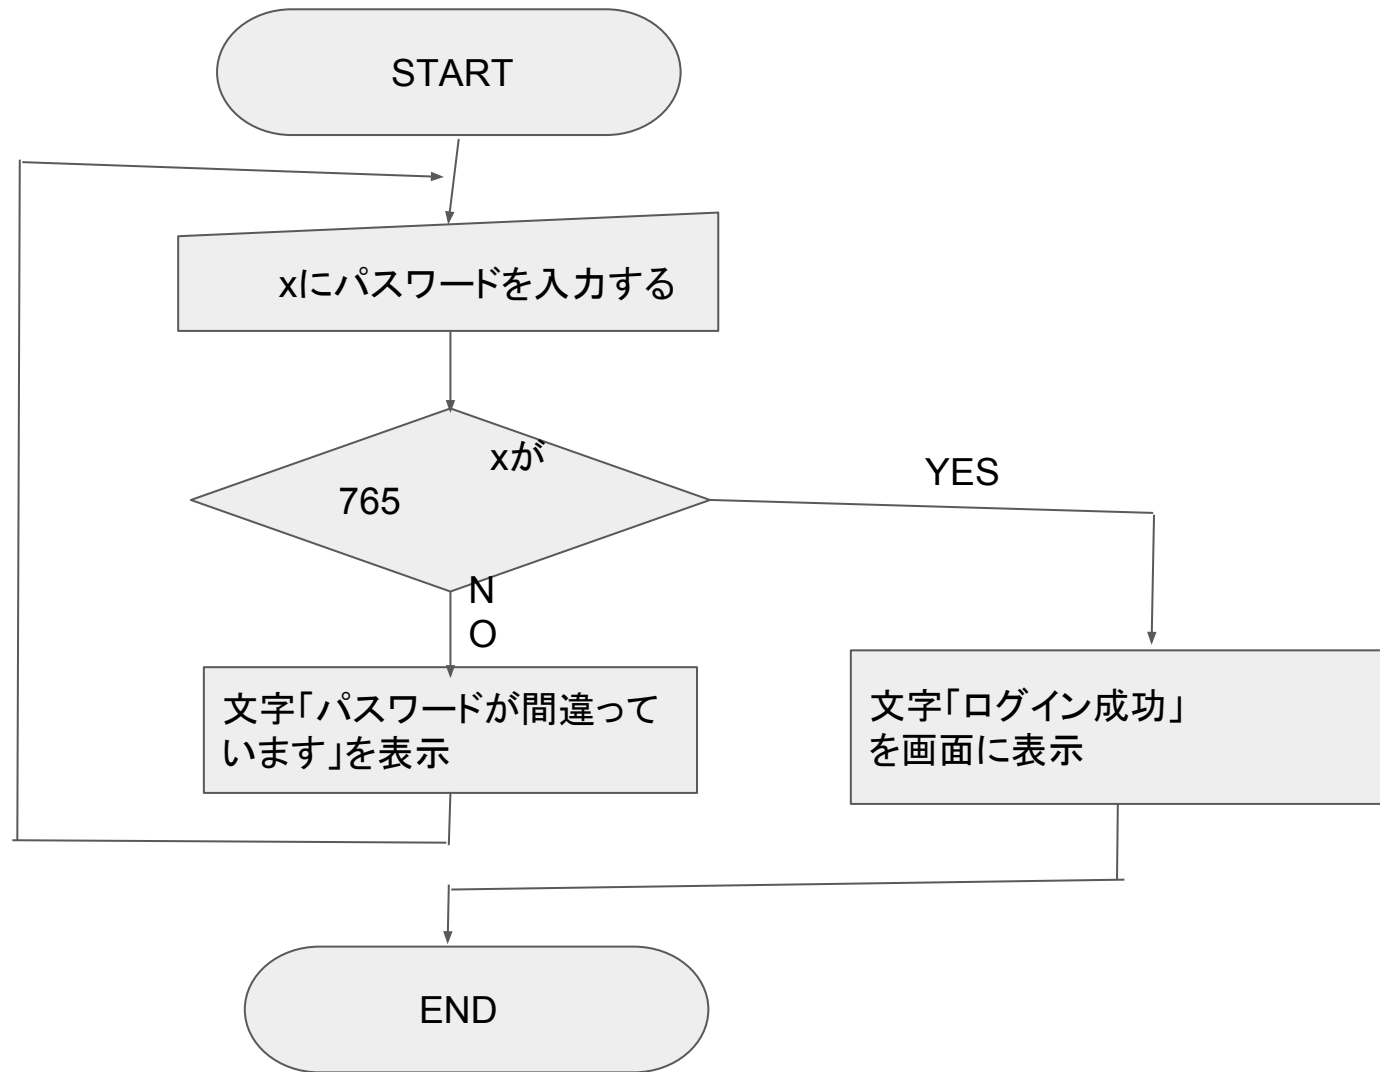 START
xにパスワードを入力する
xが
765
YES
N
O
文字「パスワードが間違って
います」を表示
文字「ログイン成功」
を画面に表示
END